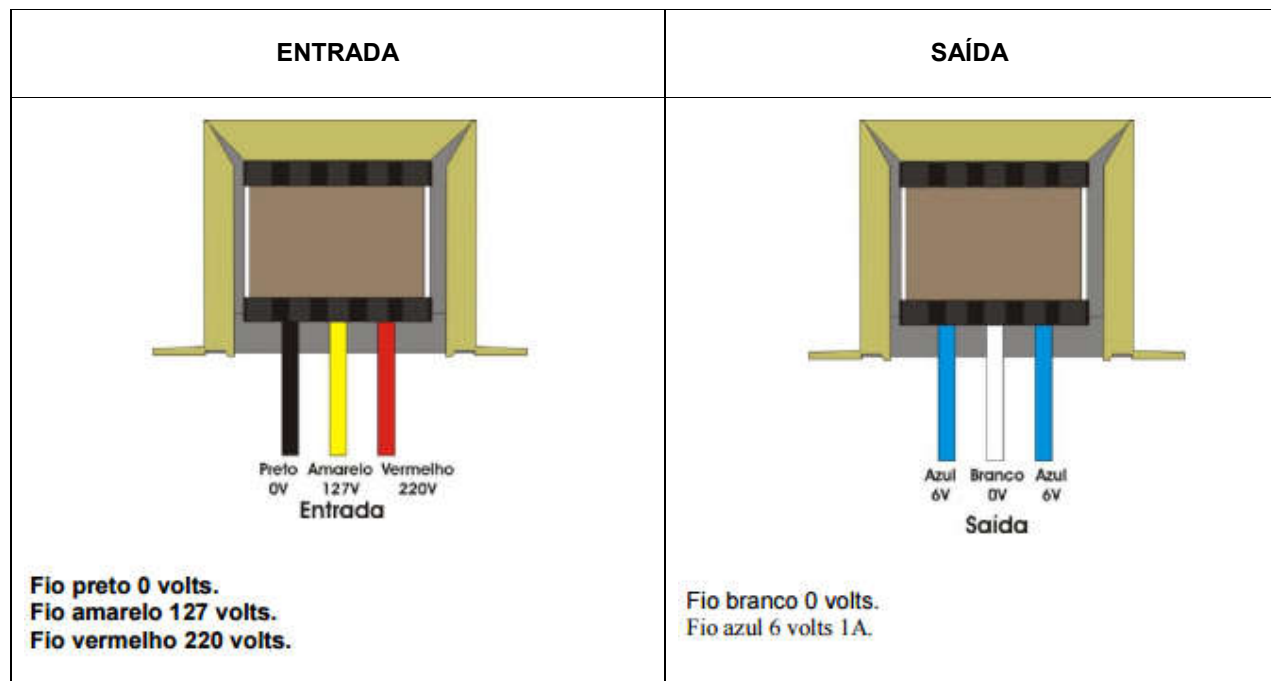 ENTRADA
SAÍDA
Preto Amarelo Vermelho
0V 127V 220V
Entrada
Azul Branco Azul
6V 0V 6V
Saida
Fio preto 0 volts.
Fio amarelo 127 volts.
Fio vermelho 220 volts.
Fio branco 0 volts.
Fio azul 6 volts 1A.